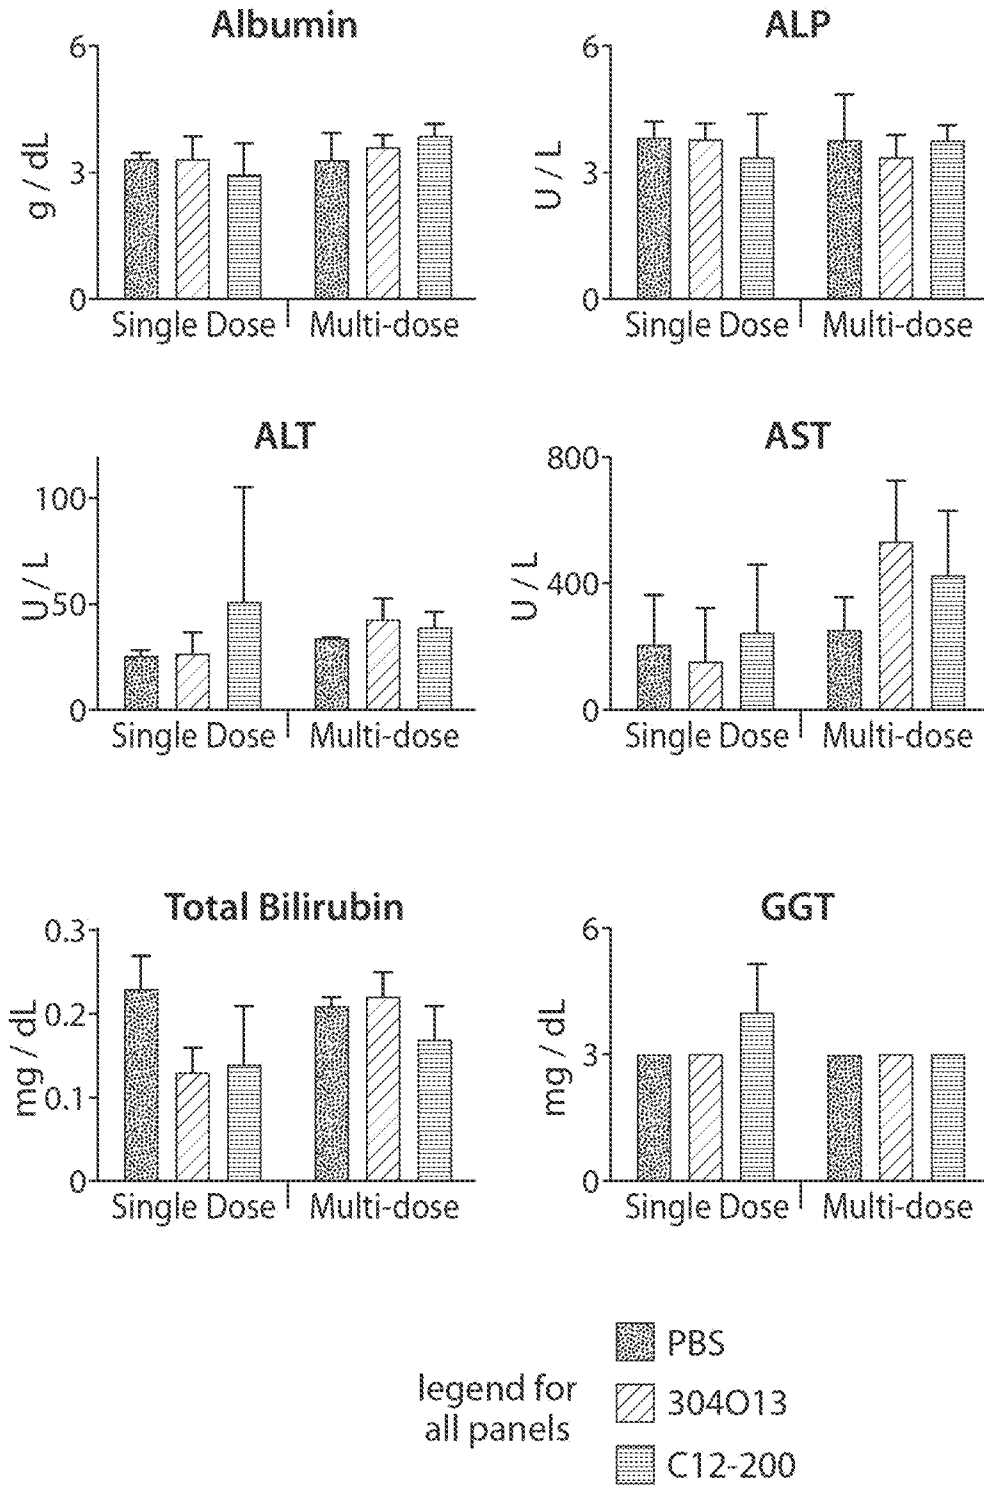 Albumin
6
3
0
g / dL
Single Dose
Multi-dose
ALP
6
3
0
U / L
Single Dose
Multi-dose
ALT
100
50
0
U / L
Single Dose
Multi-dose
AST
800
400
0
U / L
Single Dose
Multi-dose
Total Bilirubin
0.3
0.2
0.1
0
mg / dL
Single Dose
Multi-dose
GGT
6
3
0
mg / dL
Single Dose
Multi-dose
legend for
all panels
PBS
304O13
C12-200